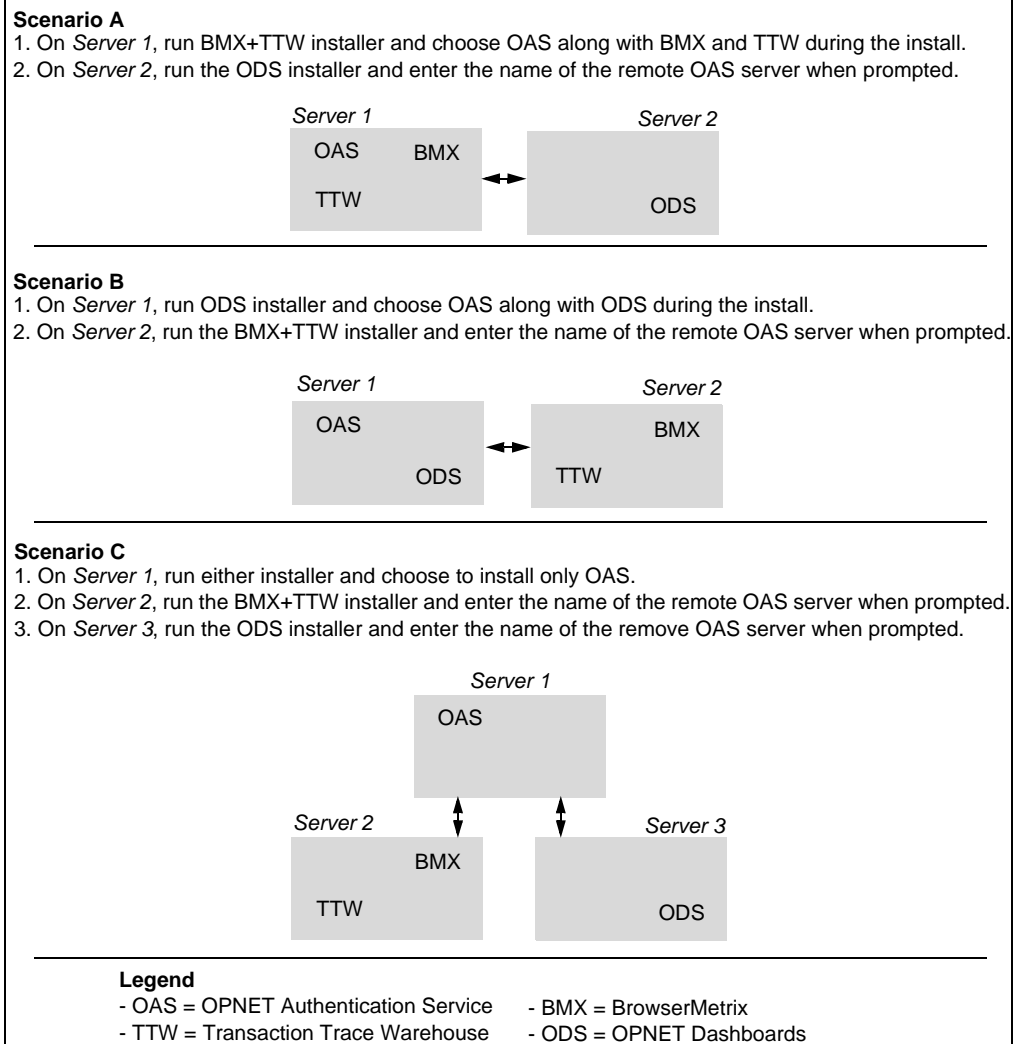 Scenario A
1. On Server 1, run BMX+TTW installer and choose OAS along with BMX and TTW during the install.
2. On Server 2, run the ODS installer and enter the name of the remote OAS server when prompted.
Server 1
Server 2
OAS BMX
TTW
ODS
Scenario B
1. On Server 1, run ODS installer and choose OAS along with ODS during the install.
2. On Server 2, run the BMX+TTW installer and enter the name of the remote OAS server when prompted.
Server 1
Server 2
OAS
ODS
BMX
TTW
Scenario C
1. On Server 1, run either installer and choose to install only OAS.
2. On Server 2, run the BMX+TTW installer and enter the name of the remote OAS server when prompted.
3. On Server 3, run the ODS installer and enter the name of the remove OAS server when prompted.
Server 1
OAS
Server 2
Server 3
BMX
TTW
ODS
Legend
- OAS = OPNET Authentication Service
- BMX = BrowserMetrix
- TTW = Transaction Trace Warehouse
- ODS = OPNET Dashboards